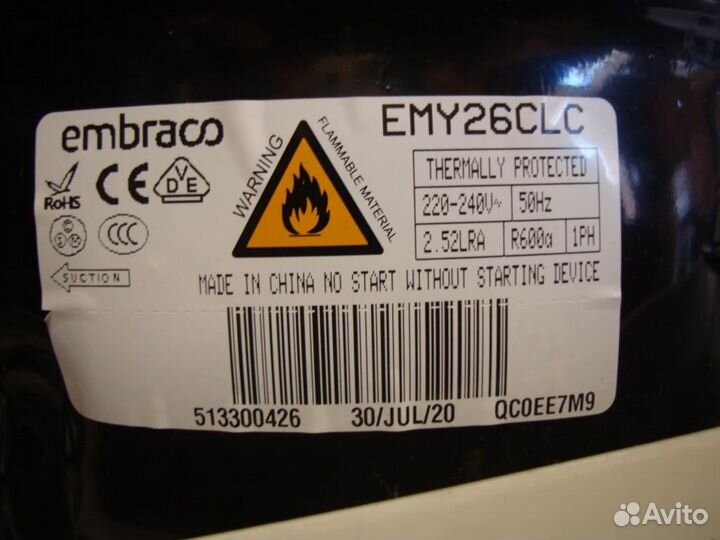 embraco
EMY26CLC
WARNING
FLAMMABLE MATERIAL
THERMALLY PROTECTED
220-240V~ 50Hz
2.52LRA R600a 1PH
RoHS
CE
DVE
CCC
SUCTION
MADE IN CHINA NO START WITHOUT STARTING DEVICE
513300426 30/JUL/20 QC0EE7M9
Avito